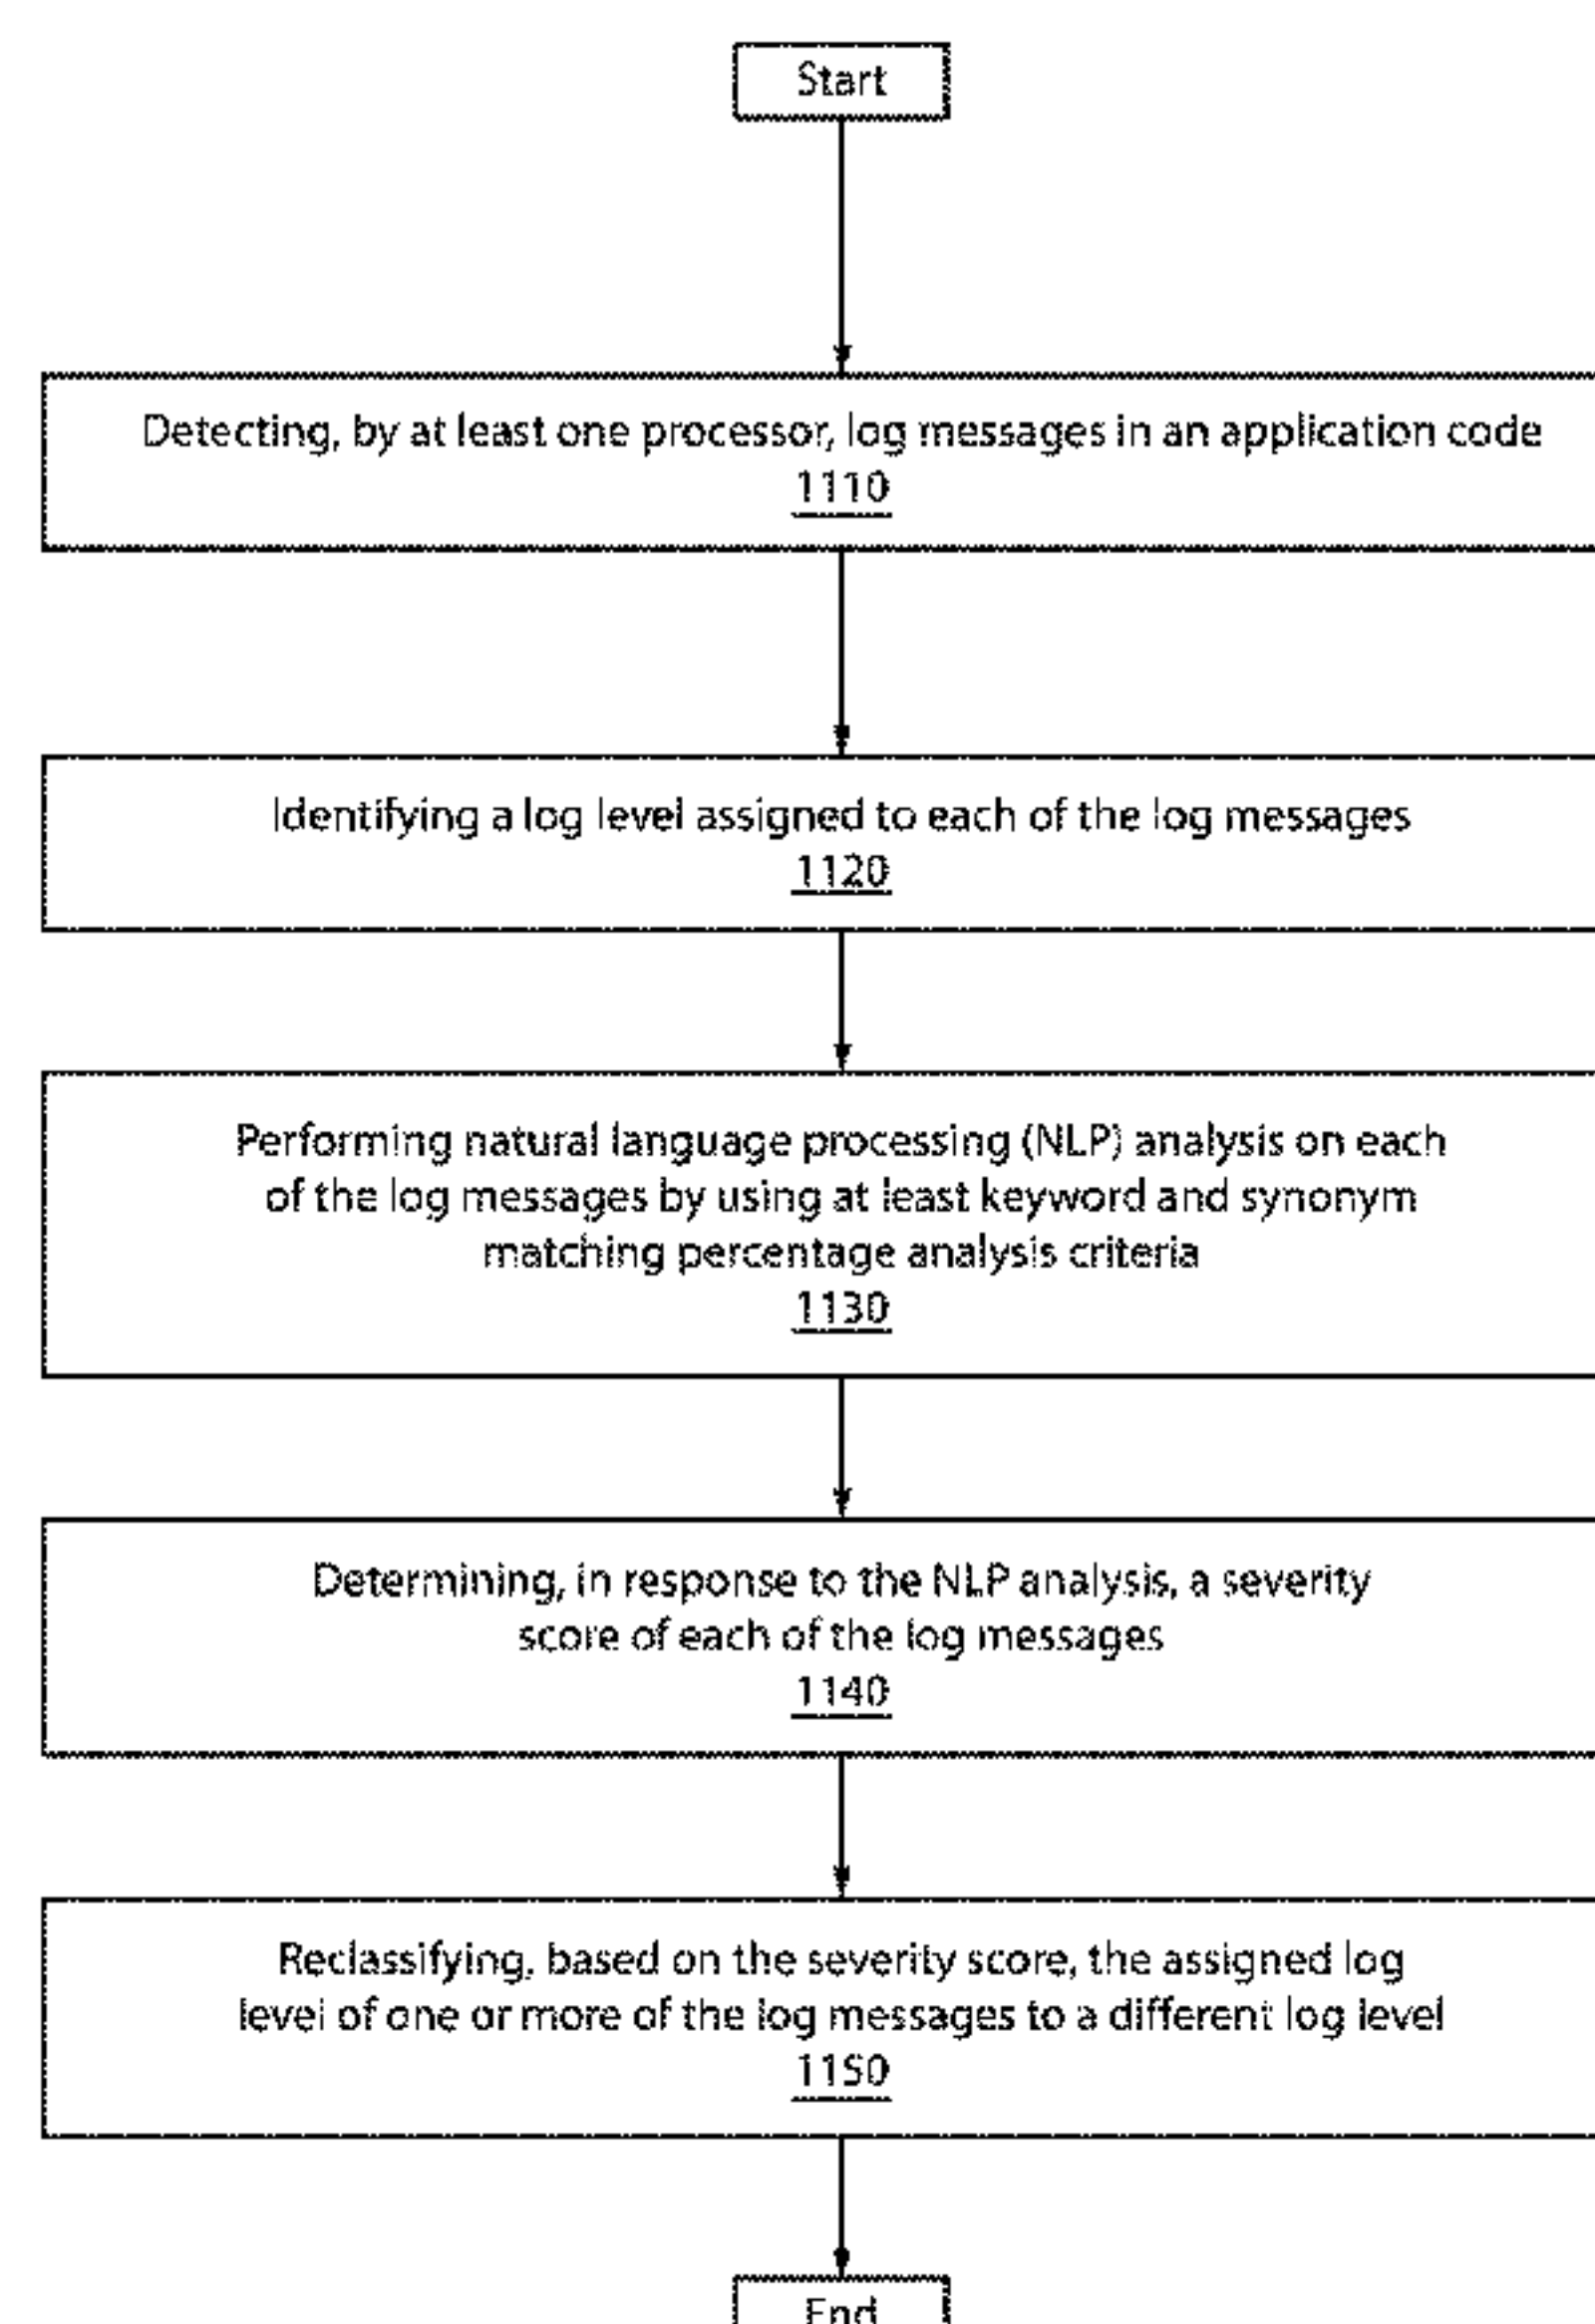 Start
Detecting, by at least one processor, log messages in an application code
1110
Identifying a log level assigned to each of the log messages
1120
Performing natural language processing (NLP) analysis on each
of the log messages by using at least keyword and synonym
matching percentage analysis criteria
1130
Determining, in response to the NLP analysis, a severity
score of each of the log messages
1140
Reclassifying, based on the severity score, the assigned log
level of one or more of the log messages to a different log level
1150
End